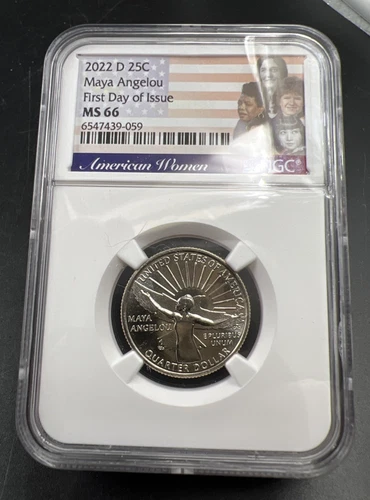 2022 D 25C
Maya Angelou
First Day of Issue
MS 66
6547439-059
American Women
NGC
UNITED STATES OF AMERICA
MAYA
ANGELOU
E PLURIBUS
UNUM
QUARTER DOLLAR